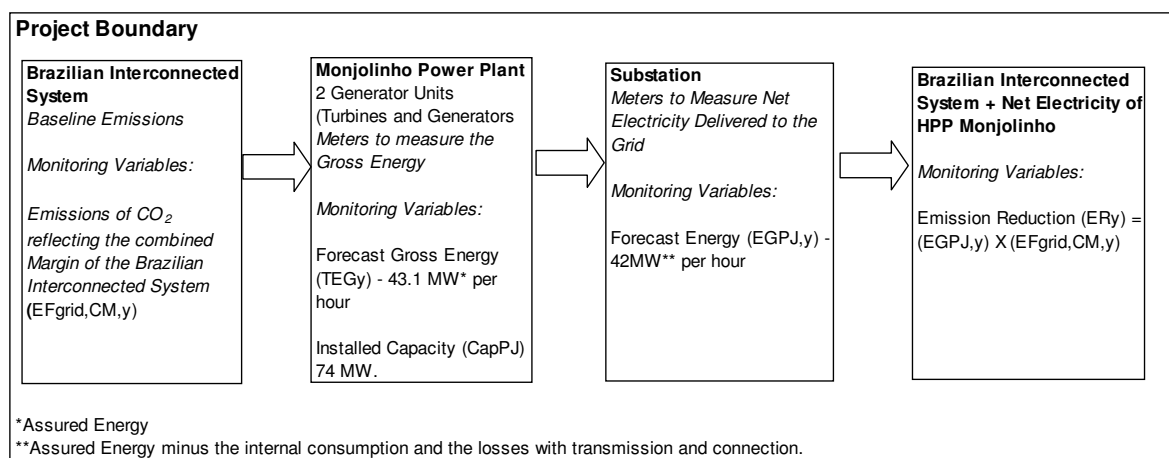 Project Boundary
Brazilian Interconnected
System
Baseline Emissions
Monitoring Variables:
Emissions of CO2
reflecting the combined
Margin of the Brazilian
Interconnected System
(EFgrid,CM,y)
Monjolinho Power Plant
2 Generator Units
(Turbines and Generators
Meters to measure the
Gross Energy
Monitoring Variables:
Forecast Gross Energy
(TEGy) - 43.1 MW* per
hour
Installed Capacity (CapPJ)
74 MW.
Substation
Meters to Measure Net
Electricity Delivered to the
Grid
Monitoring Variables:
Forecast Energy (EGPJ,y) -
42MW** per hour
Brazilian Interconnected
System + Net Electricity of
HPP Monjolinho
Monitoring Variables:
Emission Reduction (ERy) =
(EGPJ,y) X (EFgrid,CM,y)
*Assured Energy
**Assured Energy minus the internal consumption and the losses with transmission and connection.